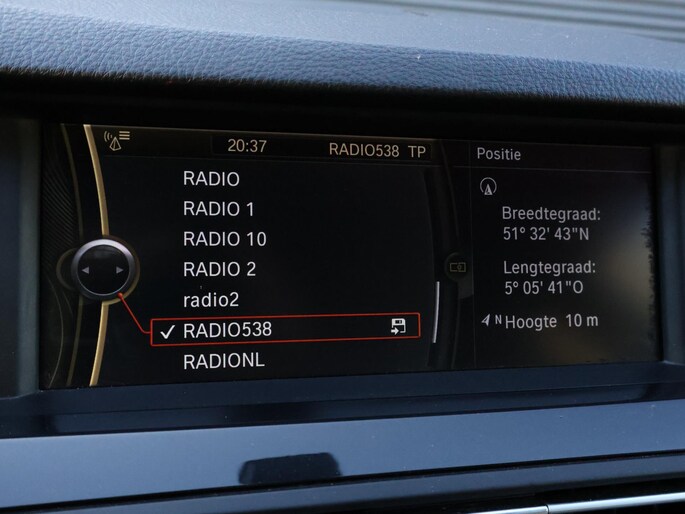 20:37 RADIO538 TP
RADIO
RADIO 1
RADIO 10
RADIO 2
radio2
✓ RADIO538
RADIONL
Positie
Breedtegraad:
51° 32' 43"N
Lengtegraad:
5° 05' 41"O
N Hoogte 10 m